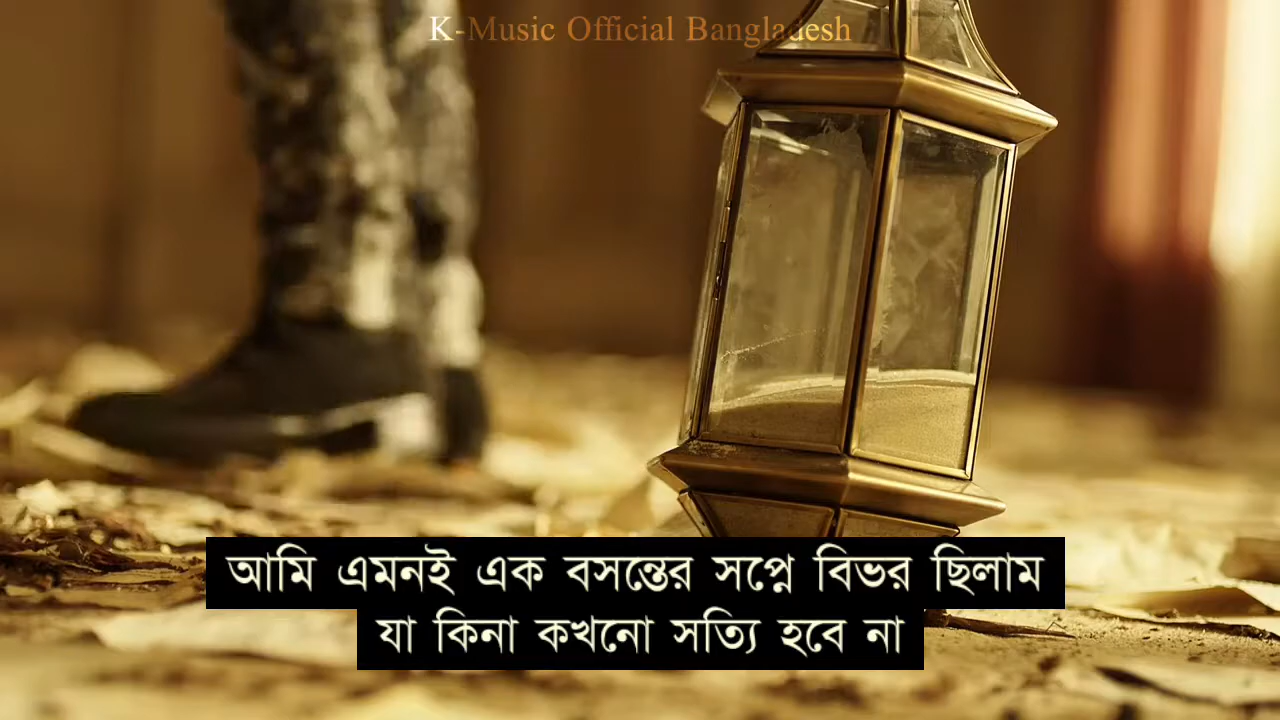 K-Music Official Bangladesh
আমি এমনই এক বসন্তের সপ্নে বিভর ছিলাম
যা কিনা কখনো সত্যি হবে না